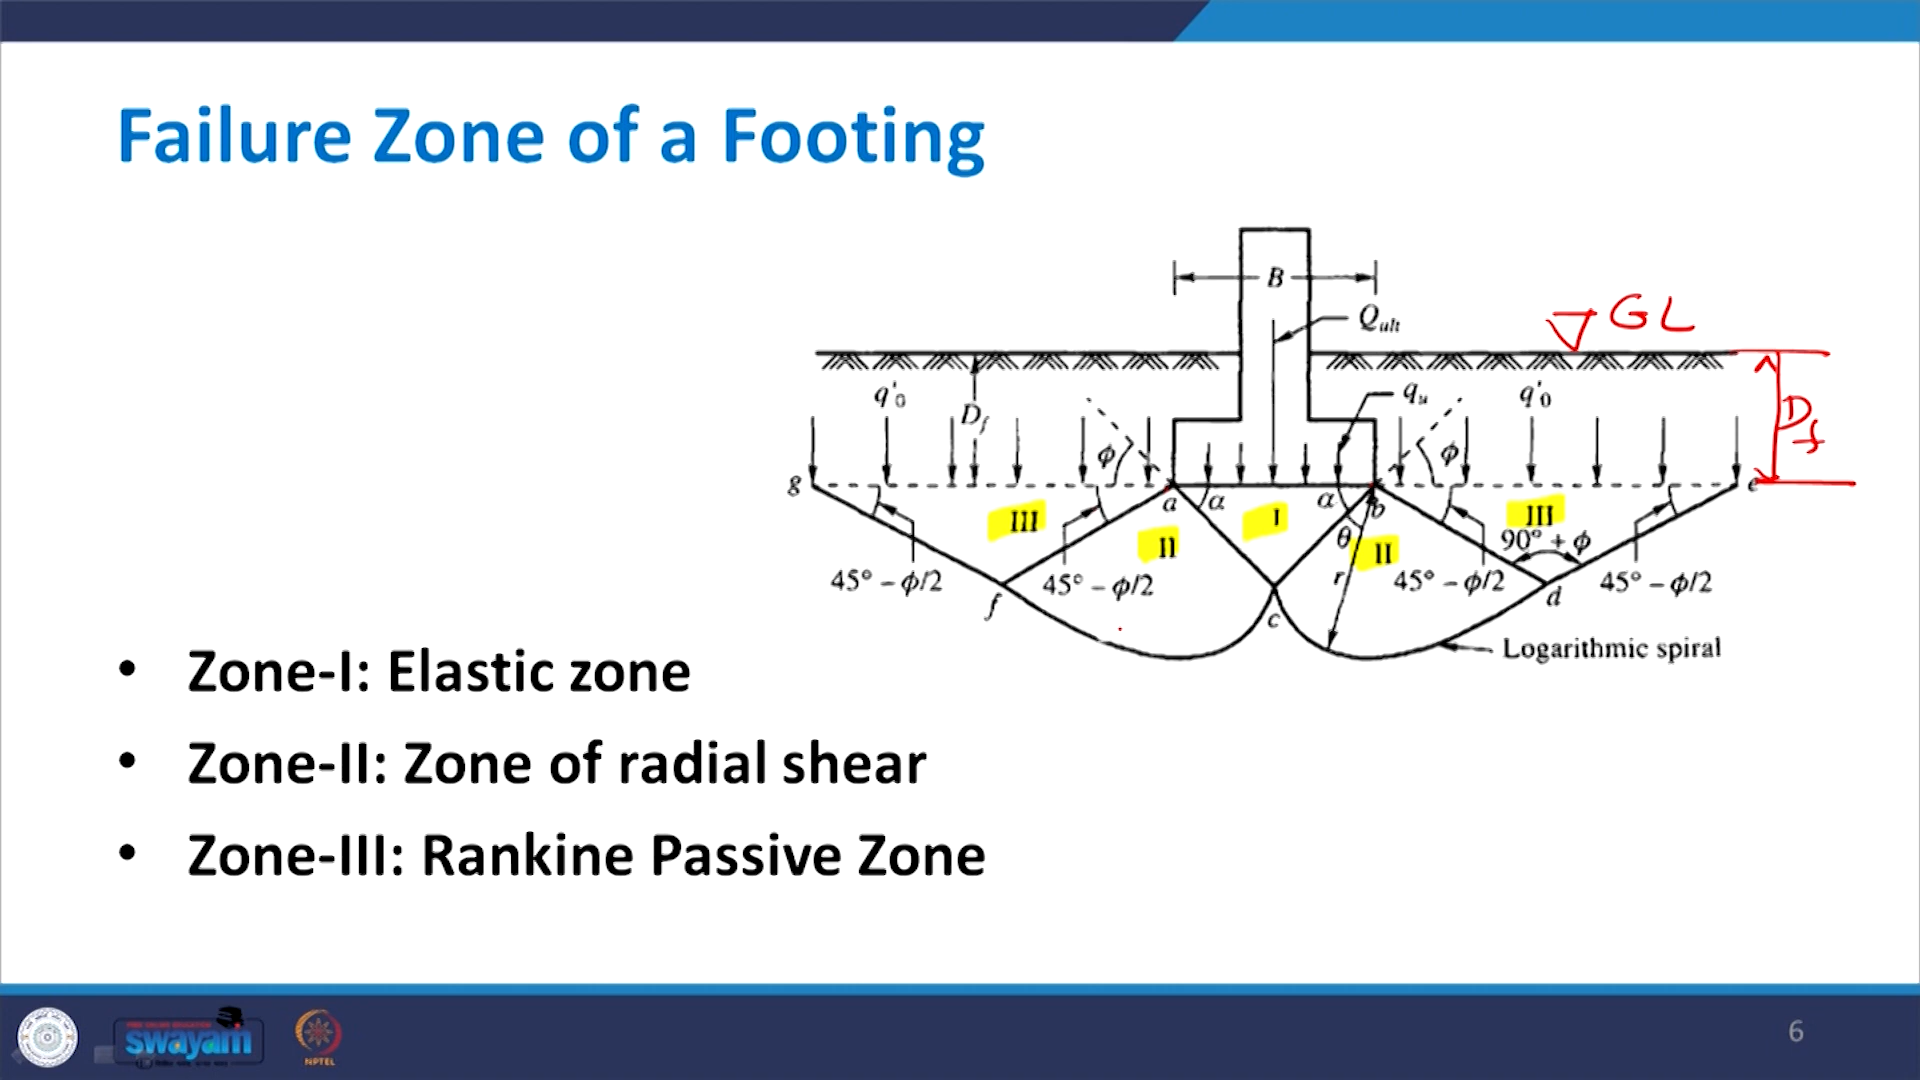 Failure Zone of a Footing
B
Q_ult
GL
q'₀
D_f
q_u
q'₀
D_f
ϕ
ϕ
g
a
α
I
α
b
e
III
II
θ
II
III
90° + ϕ
r
45° – ϕ/2
45° – ϕ/2
45° – ϕ/2
45° – ϕ/2
f
c
d
Logarithmic spiral
• Zone-I: Elastic zone
• Zone-II: Zone of radial shear
• Zone-III: Rankine Passive Zone
swayam
NPTEL
6